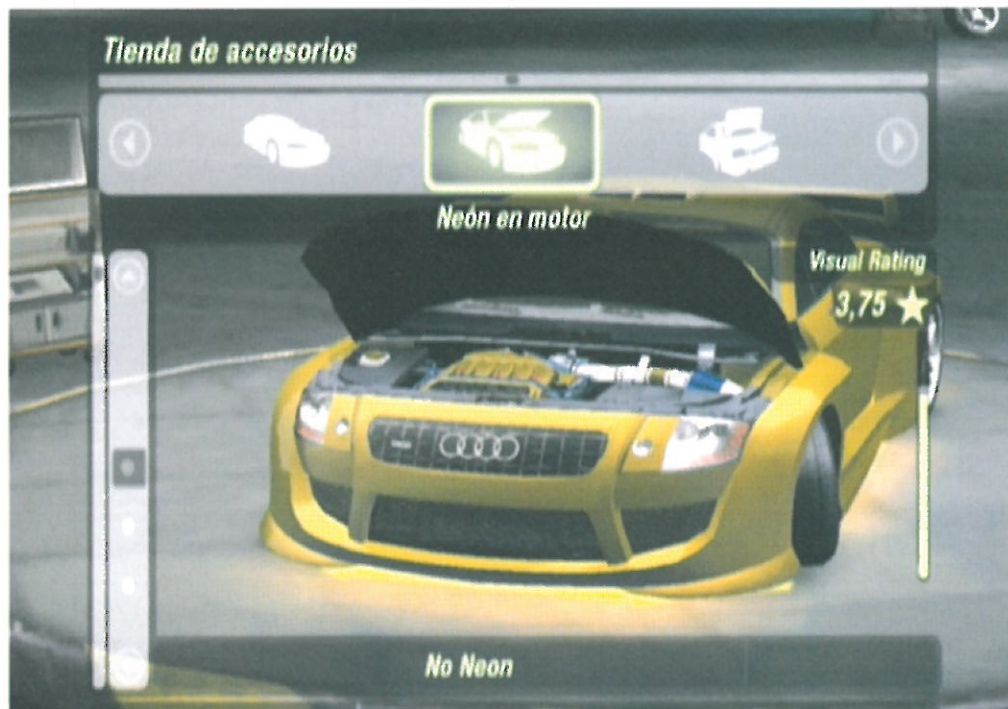 Tienda de accesorios
Neón en motor
Visual Rating
3,75
No Neon